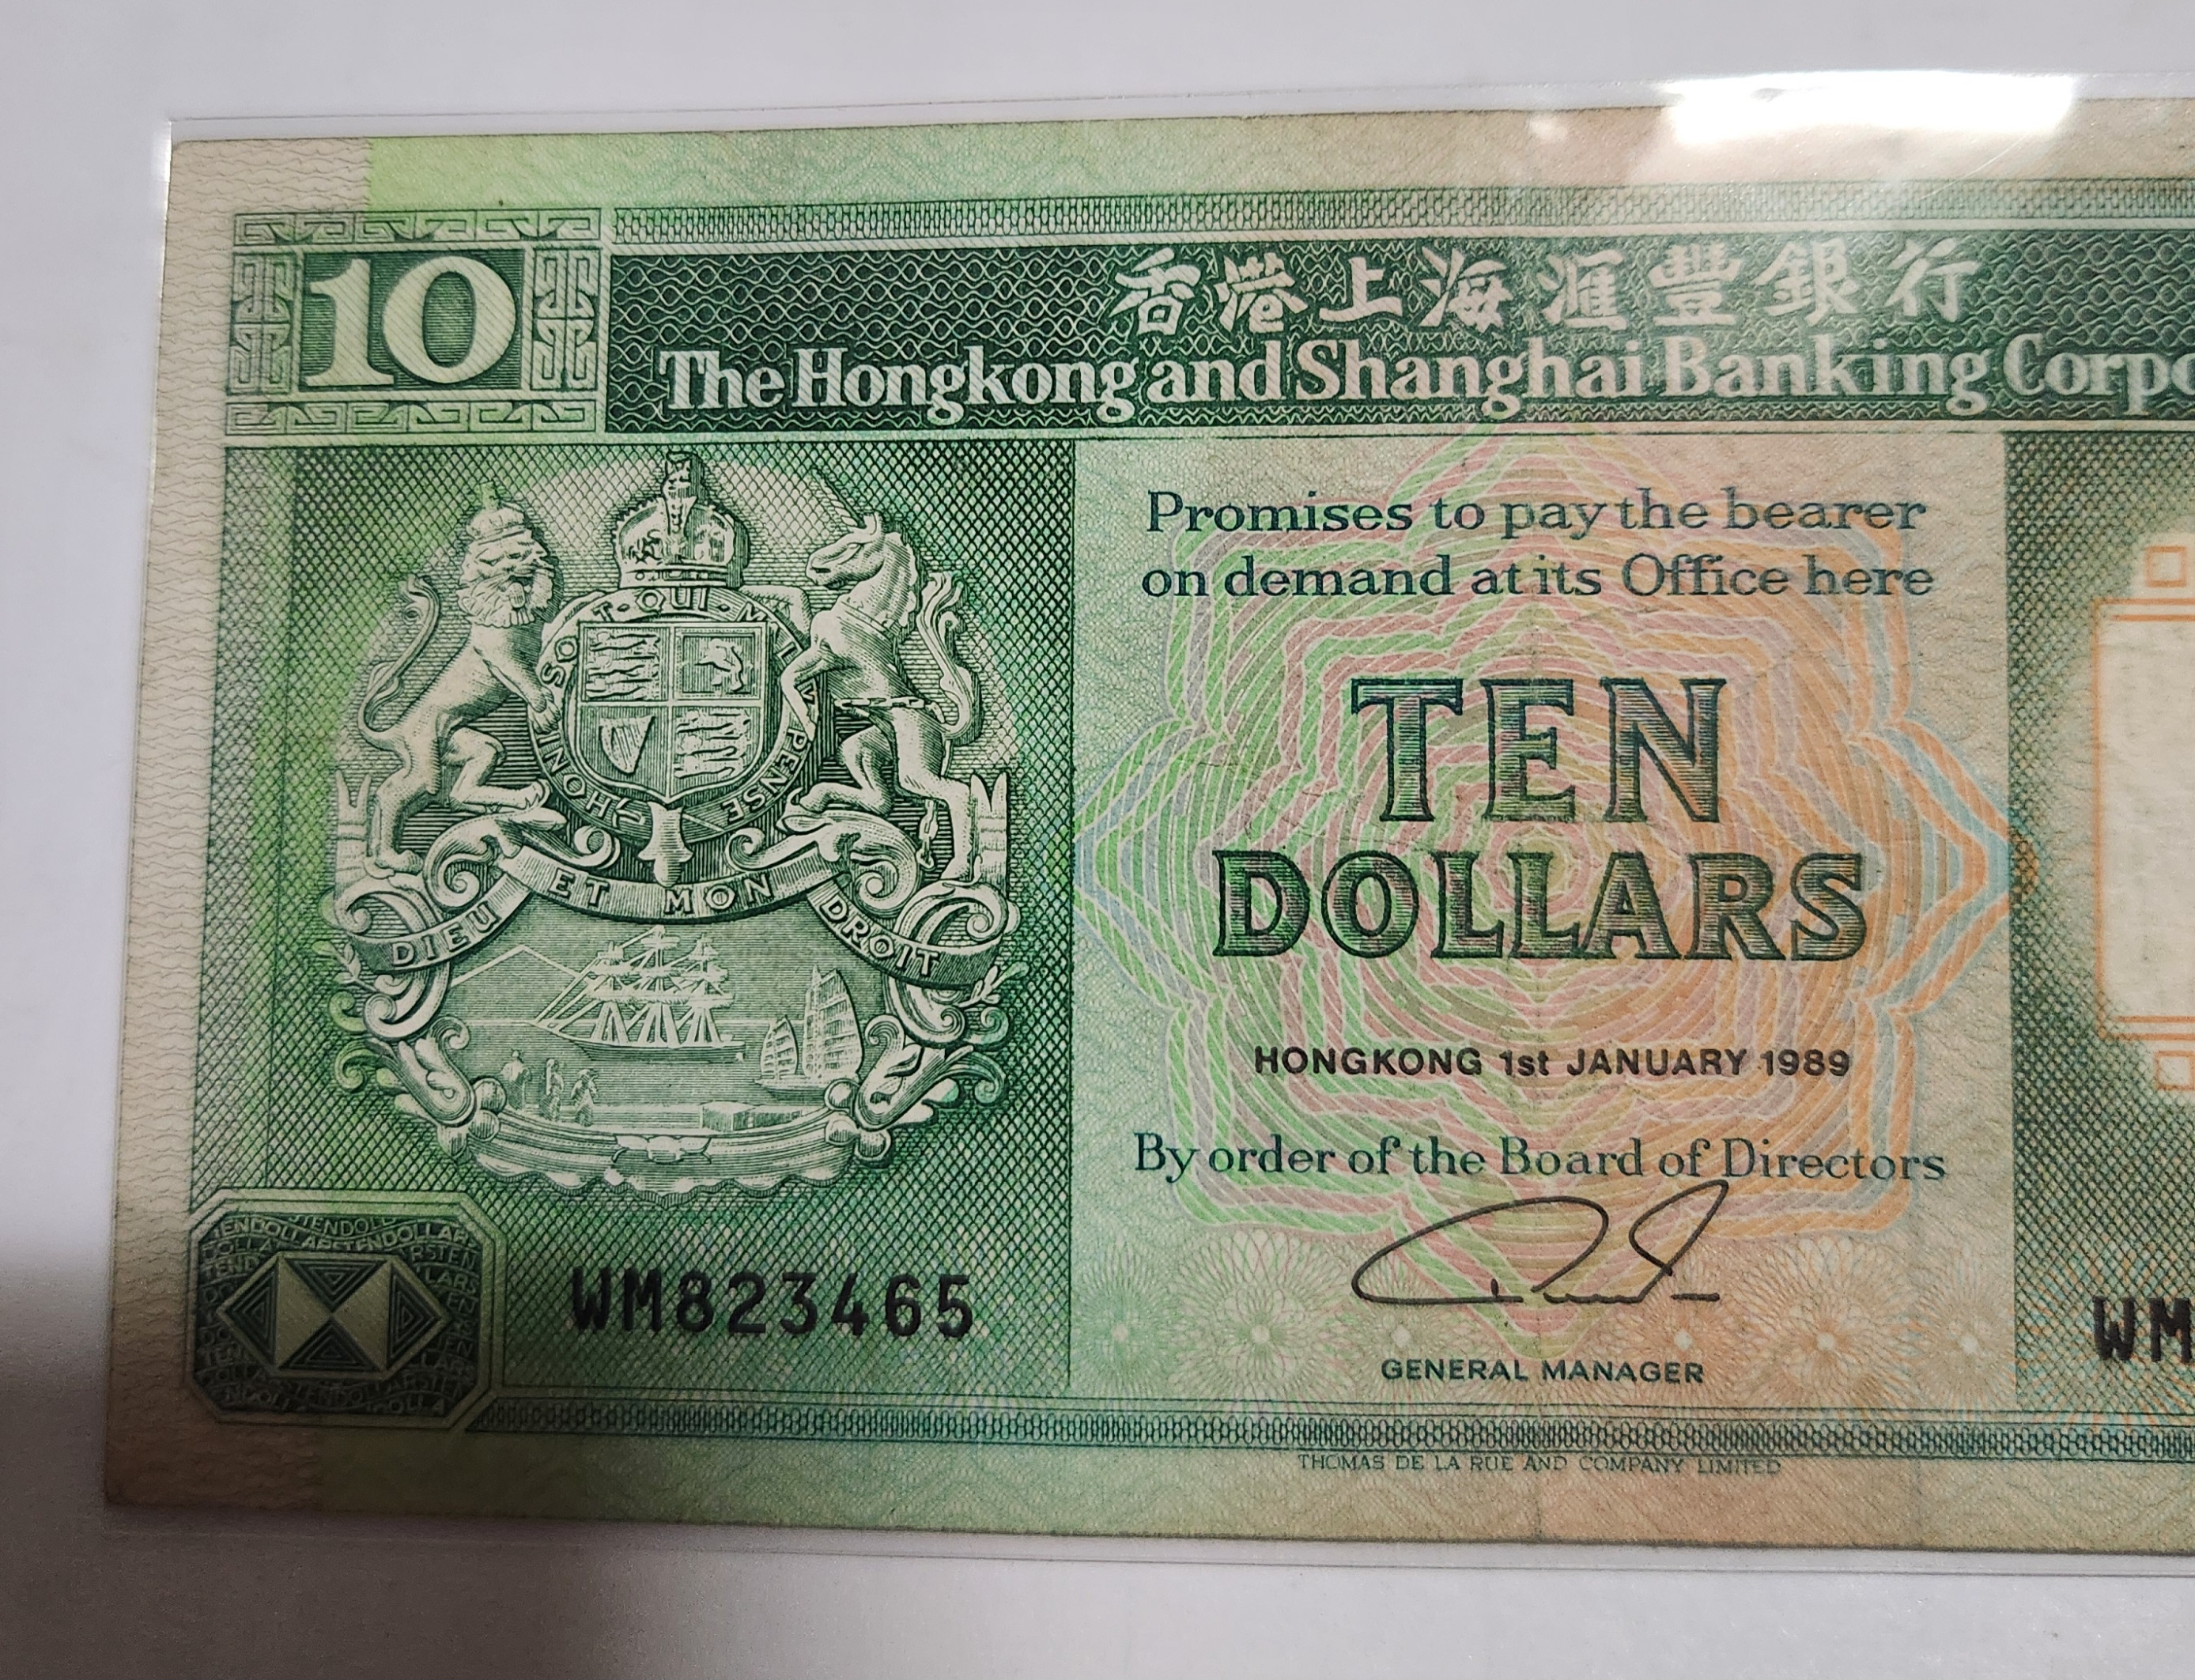 10
香港上海滙豐銀行
The Hongkong and Shanghai Banking Corpo
Promises to pay the bearer
on demand at its Office here
TEN
DOLLARS
HONGKONG 1st JANUARY 1989
By order of the Board of Directors
GENERAL MANAGER
HONI SOIT QUI MAL Y PENSE
DIEU ET MON DROIT
WM823465
WM
THOMAS DE LA RUE AND COMPANY LIMITED